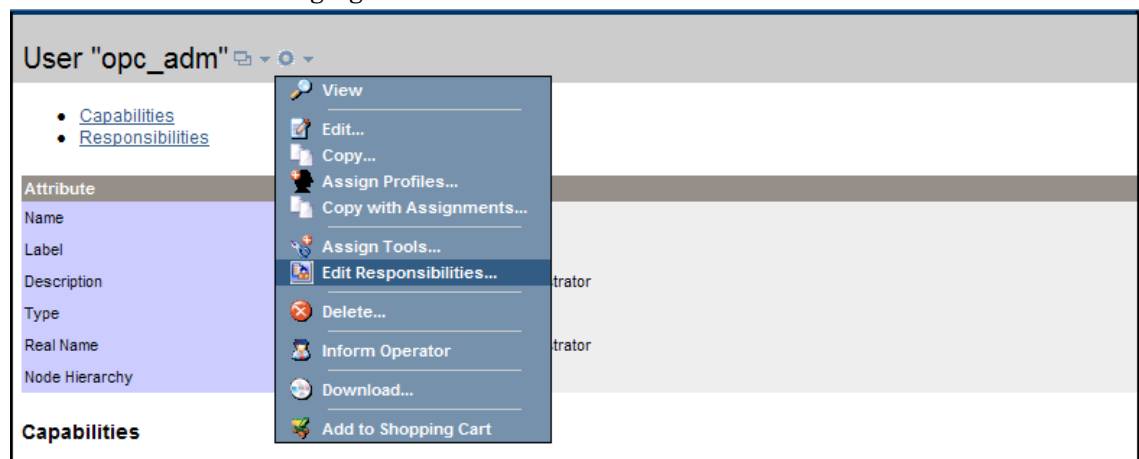 User "opc_adm"
View
Capabilities
Responsibilities
Edit...
Copy...
Assign Profiles...
Attribute
Copy with Assignments...
Name
Label
Assign Tools...
Edit Responsibilities...
Description
trator
Type
Delete...
Real Name
Inform Operator
trator
Node Hierarchy
Download...
Capabilities
Add to Shopping Cart